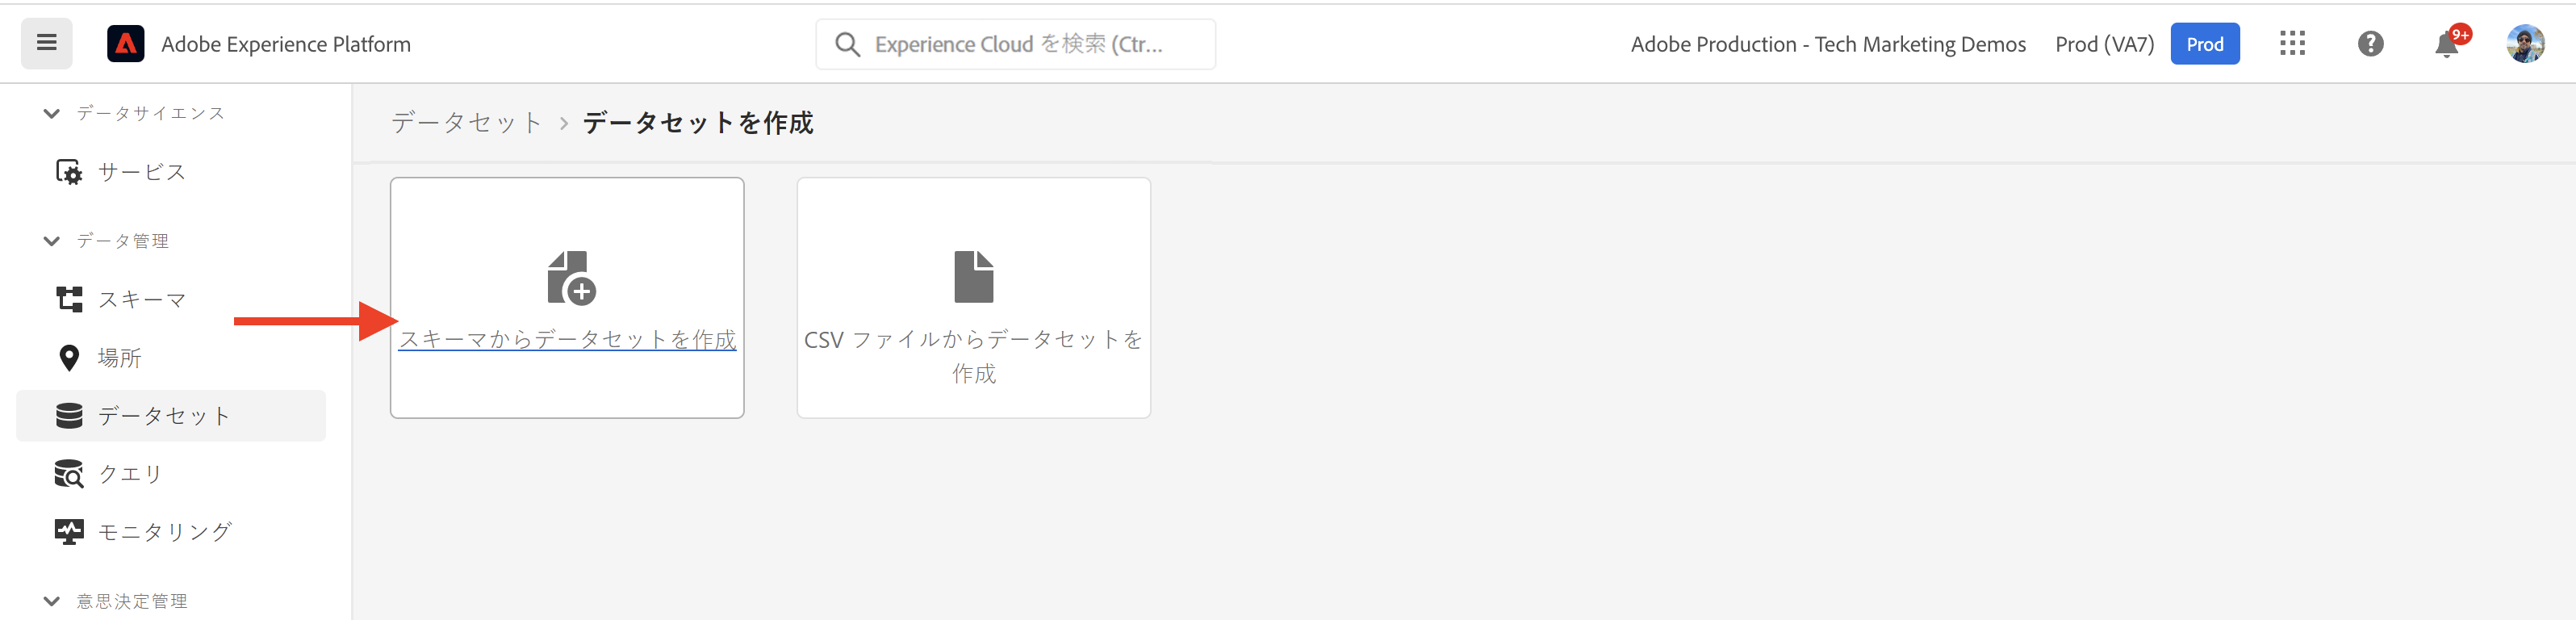 Adobe Experience Platform
Experience Cloud を検索 (Ctr...
Adobe Production - Tech Marketing Demos
Prod (VA7)
Prod
9+
データサイエンス
サービス
データ管理
スキーマ
場所
データセット
クエリ
モニタリング
意思決定管理
データセット > データセットを作成
スキーマからデータセットを作成
CSV ファイルからデータセットを
作成